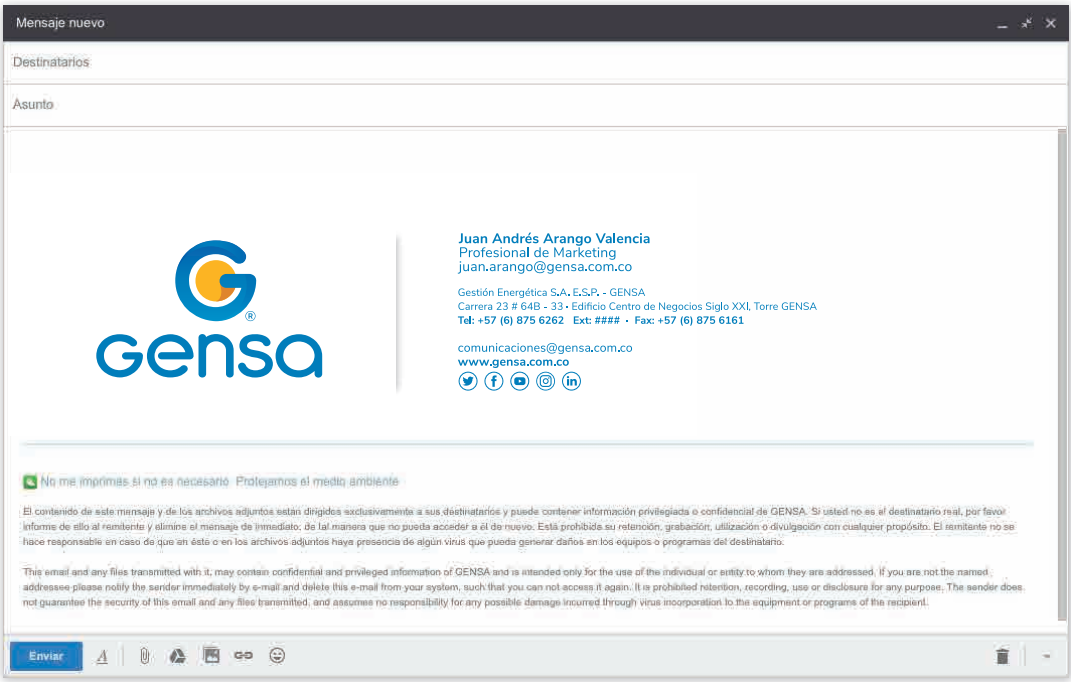 Mensaje nuevo
Destinatarios
Asunto
Gensa
®
Juan Andrés Arango Valencia
Profesional de Marketing
juan.arango@gensa.com.co
Gestión Energética S.A. E.S.P. - GENSA
Carrera 23 # 64B - 33 • Edificio Centro de Negocios Siglo XXI, Torre GENSA
Tel: +57 (6) 875 6262 Ext: #### • Fax: +57 (6) 875 6161
comunicaciones@gensa.com.co
www.gensa.com.co
No me imprimas si no es necesario. Protejamos el medio ambiente
El contenido de este mensaje y de los archivos adjuntos están dirigidos exclusivamente a sus destinatarios y puede contener información privilegiada o confidencial de GENSA. Si usted no es el destinatario real, por favor
informe de ello al remitente y elimine el mensaje de inmediato, de tal manera que no pueda acceder a él de nuevo. Está prohibida su retención, grabación, utilización o divulgación con cualquier propósito. El remitente no se
hace responsable en caso de que en éste o en los archivos adjuntos haya presencia de algún virus que pueda generar daños en los equipos o programas del destinatario.
This email and any files transmitted with it, may contain confidential and privileged information of GENSA and is intended only for the use of the individual or entity to whom they are addressed. If you are not the named
addressee please notify the sender immediately by e-mail and delete this e-mail from your system, such that you can not access it again. It is prohibited retention, recording, use or disclosure for any purpose. The sender does
not guarantee the security of this email and any files transmitted, and assumes no responsibility for any possible damage incurred through virus incorporation to the equipment or programs of the recipient.
Enviar